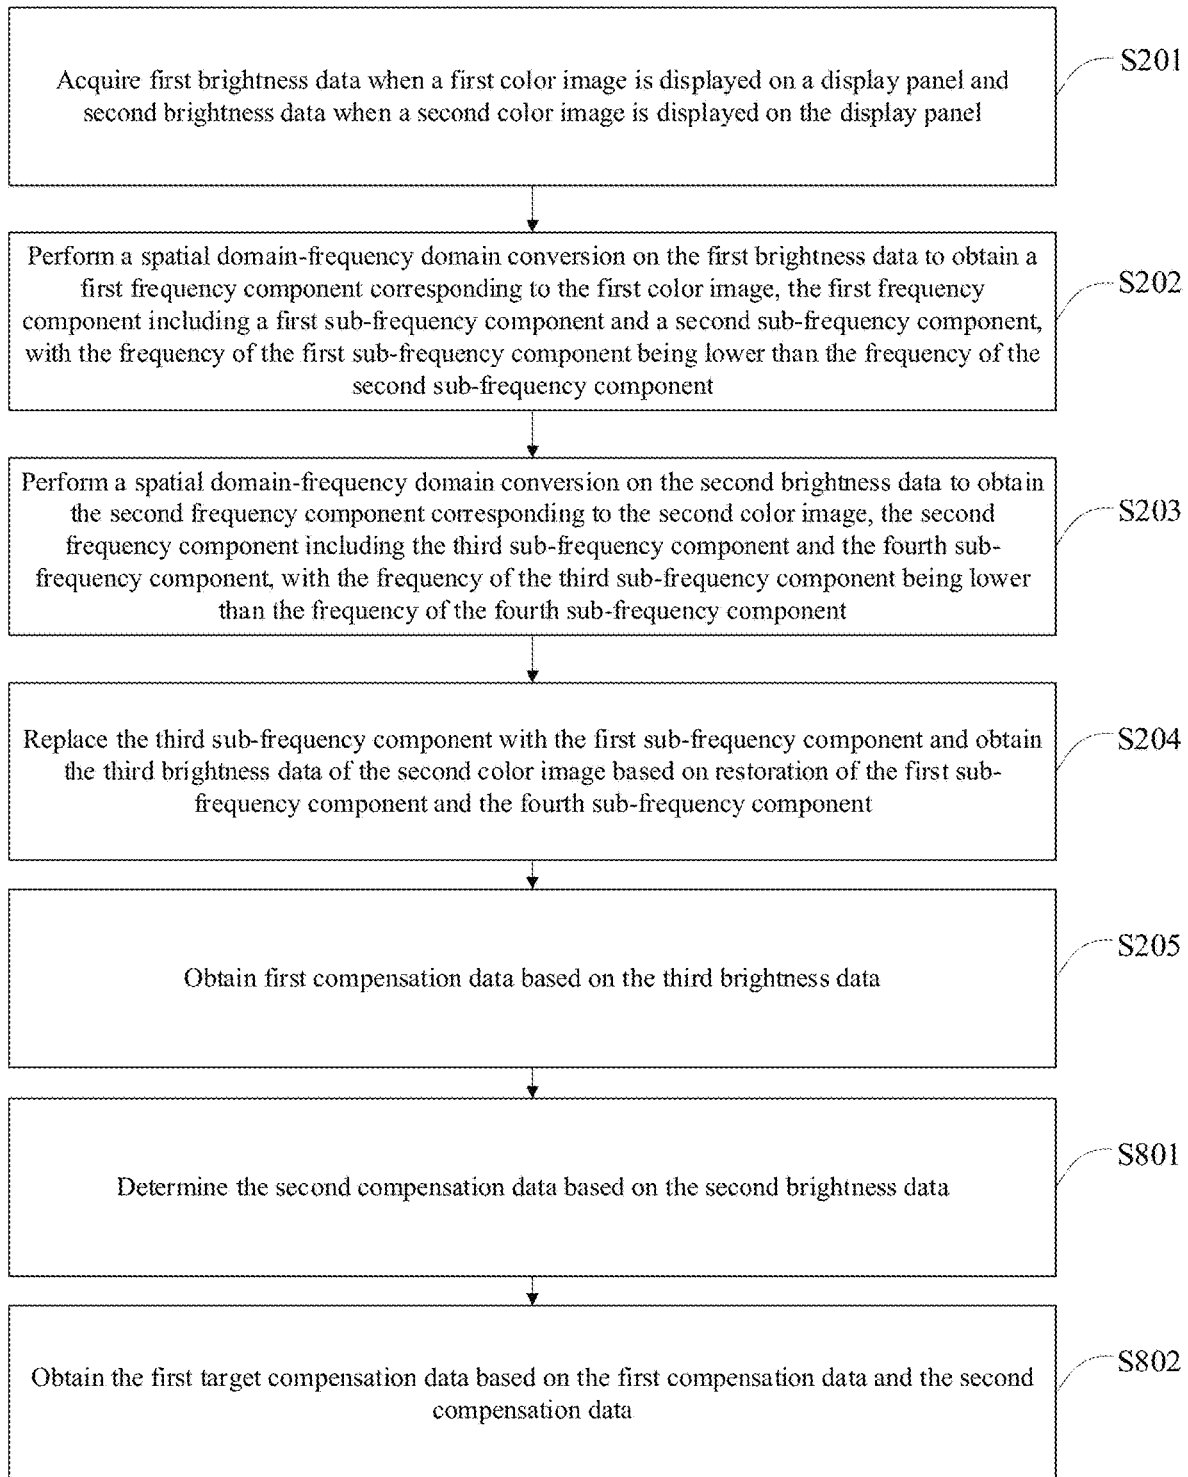 Acquire first brightness data when a first color image is displayed on a display panel and
second brightness data when a second color image is displayed on the display panel
S201
Perform a spatial domain-frequency domain conversion on the first brightness data to obtain a
first frequency component corresponding to the first color image, the first frequency
component including a first sub-frequency component and a second sub-frequency component,
with the frequency of the first sub-frequency component being lower than the frequency of the
second sub-frequency component
S202
Perform a spatial domain-frequency domain conversion on the second brightness data to obtain
the second frequency component corresponding to the second color image, the second
frequency component including the third sub-frequency component and the fourth sub-
frequency component, with the frequency of the third sub-frequency component being lower
than the frequency of the fourth sub-frequency component
S203
Replace the third sub-frequency component with the first sub-frequency component and obtain
the third brightness data of the second color image based on restoration of the first sub-
frequency component and the fourth sub-frequency component
S204
Obtain first compensation data based on the third brightness data
S205
Determine the second compensation data based on the second brightness data
S801
Obtain the first target compensation data based on the first compensation data and the second
compensation data
S802